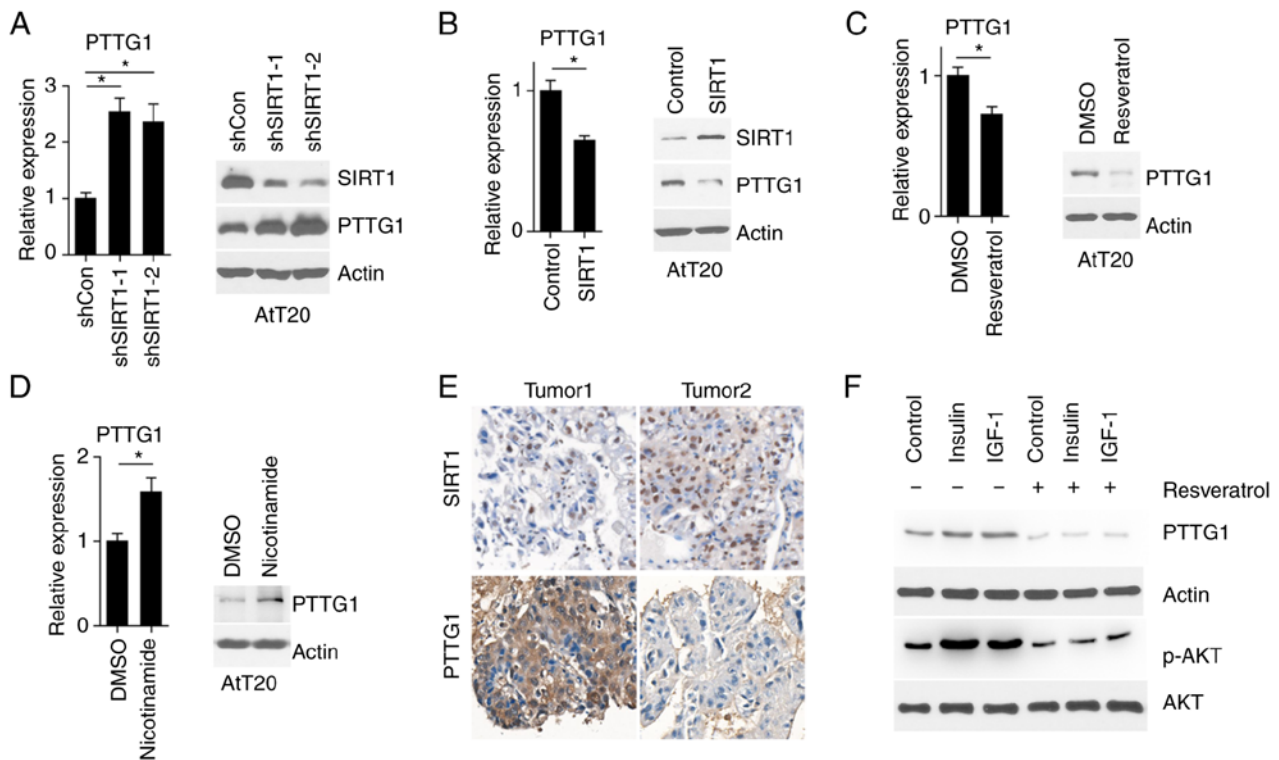 A
PTTG1
*
*
Relative expression
3
2
1
0
shCon
shSIRT1-1
shSIRT1-2
shCon
shSIRT1-1
shSIRT1-2
SIRT1
PTTG1
Actin
AtT20
B
PTTG1
*
Relative expression
1
0
Control
SIRT1
Control
SIRT1
SIRT1
PTTG1
Actin
AtT20
C
PTTG1
*
Relative expression
1
0
DMSO
Resveratrol
DMSO
Resveratrol
PTTG1
Actin
AtT20
D
PTTG1
*
Relative expression
2
1
0
DMSO
Nicotinamide
DMSO
Nicotinamide
PTTG1
Actin
AtT20
E
Tumor1 Tumor2
SIRT1
PTTG1
F
Control Insulin IGF-1 Control Insulin IGF-1
− − − + + + Resveratrol
PTTG1
Actin
p-AKT
AKT